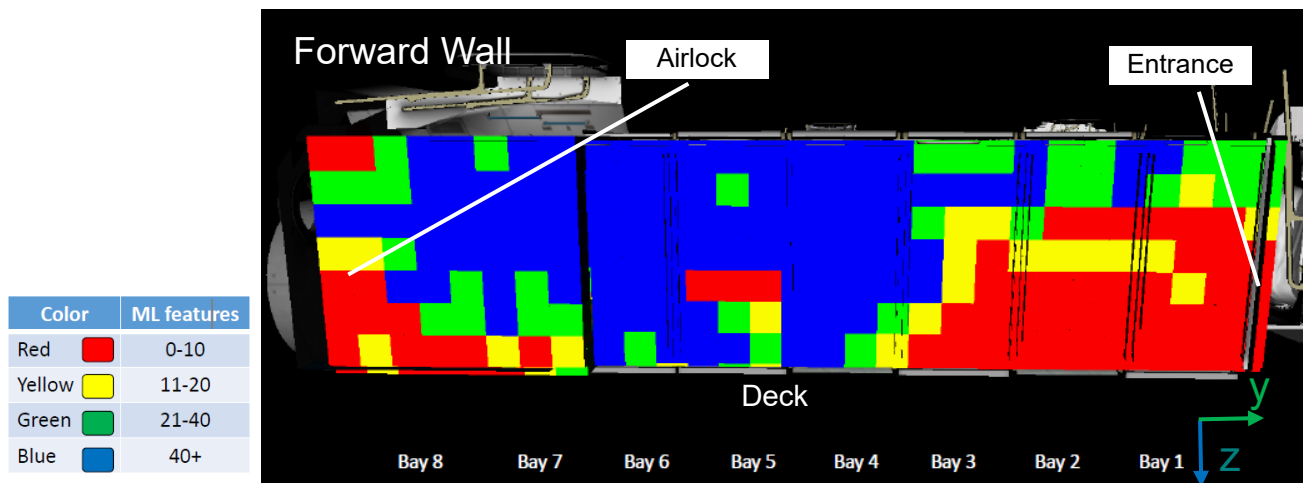 Forward Wall
Airlock
Entrance
Color ML features
Red 0-10
Yellow 11-20
Green 21-40
Blue 40+
Deck
y
z
Bay 8 Bay 7 Bay 6 Bay 5 Bay 4 Bay 3 Bay 2 Bay 1